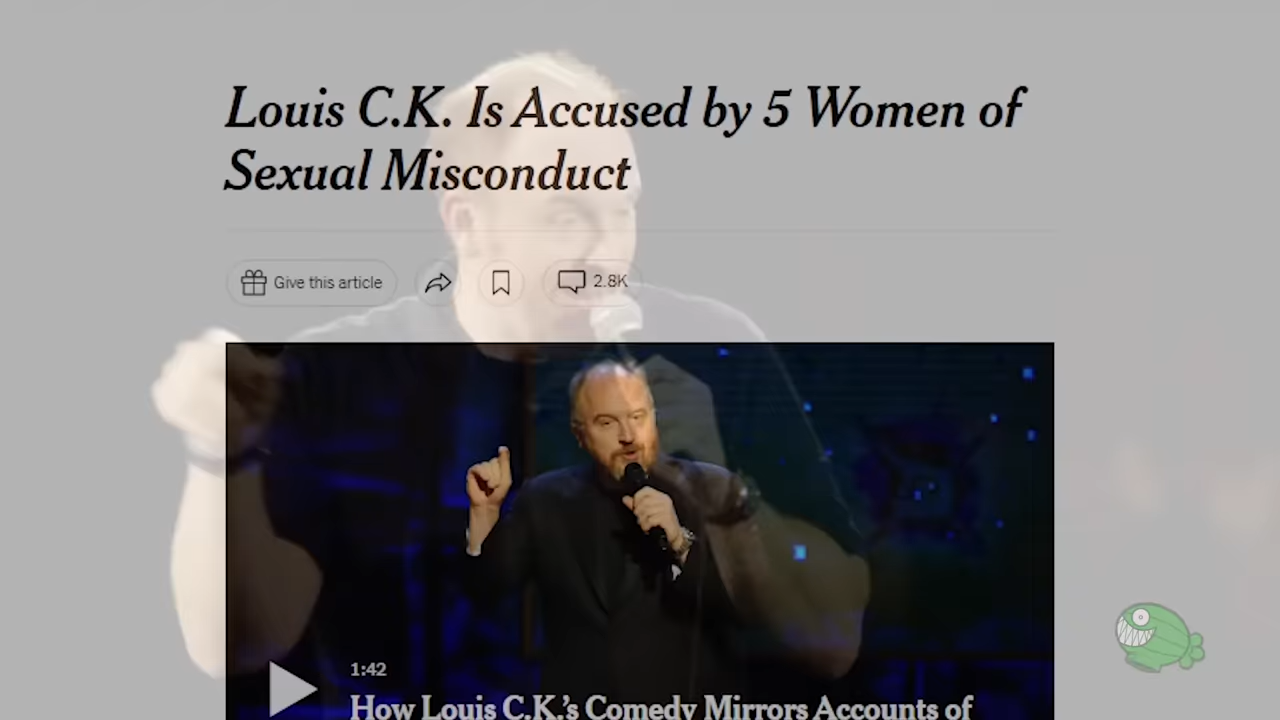 Louis C.K. Is Accused by 5 Women of
Sexual Misconduct
Give this article
2.8K
1:42
How Louis C.K.'s Comedy Mirrors Accounts of